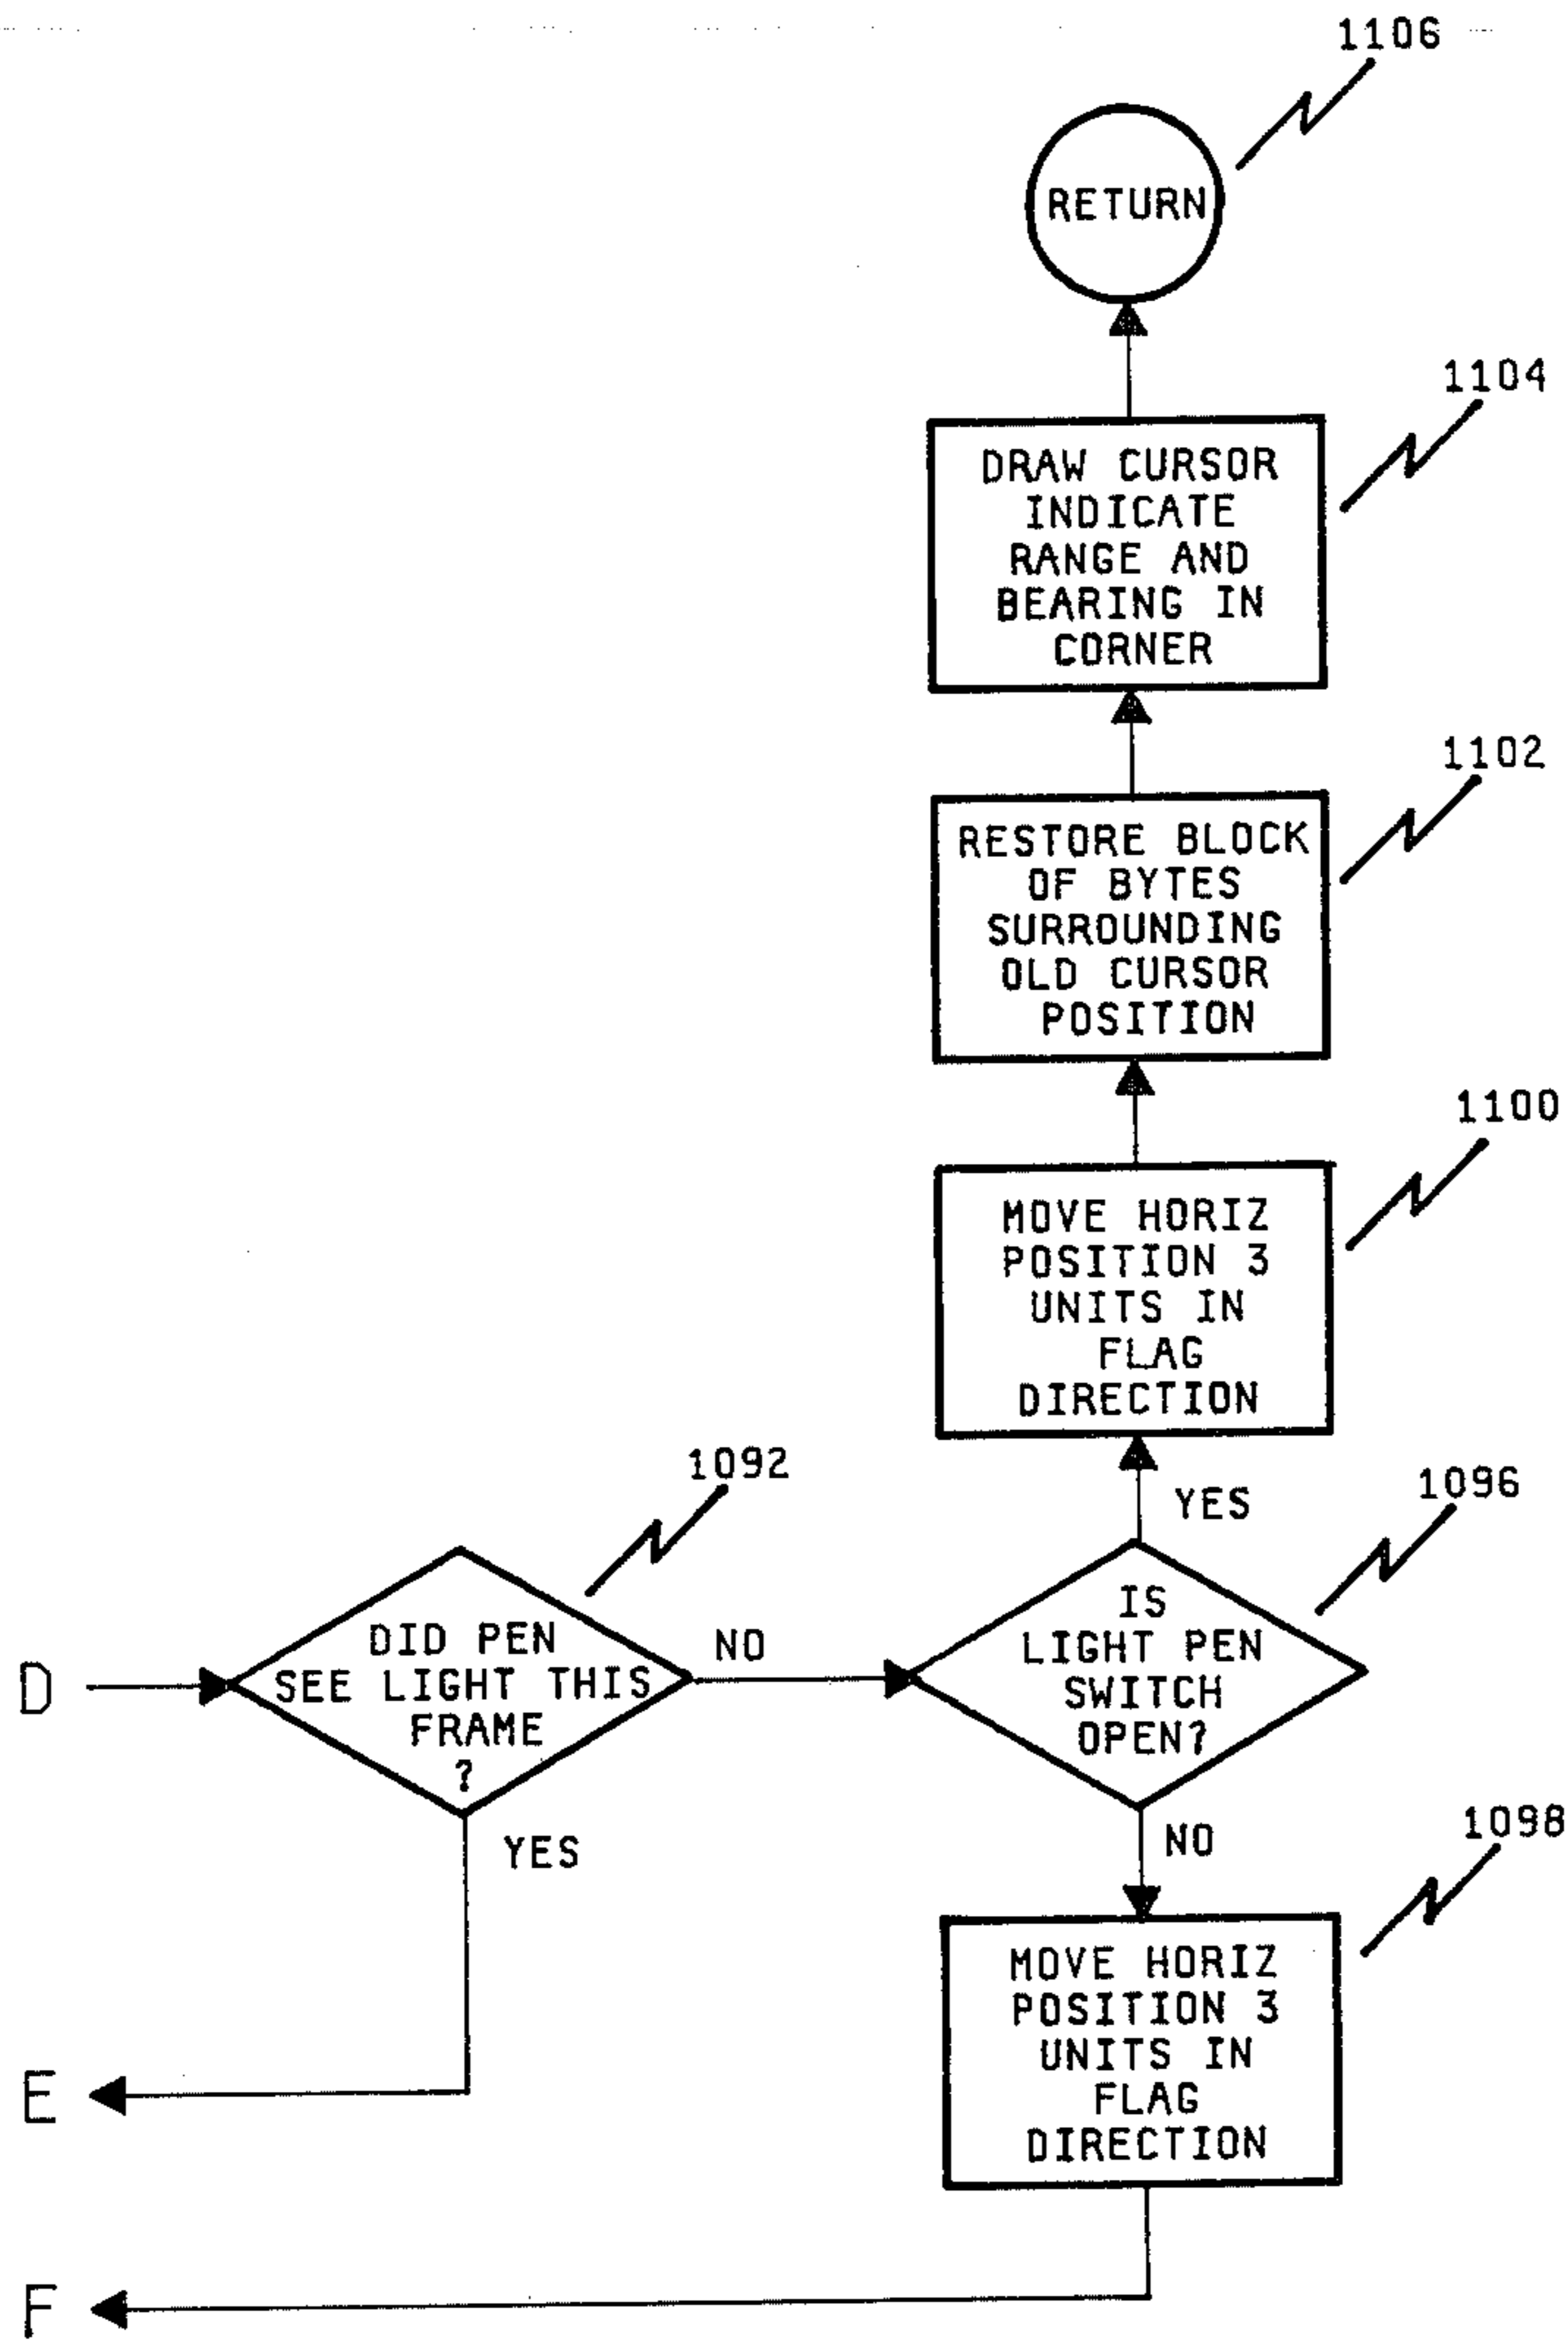 1106
RETURN
1104
DRAW CURSOR
INDICATE
RANGE AND
BEARING IN
CORNER
1102
RESTORE BLOCK
OF BYTES
SURROUNDING
OLD CURSOR
POSITION
1100
MOVE HORIZ
POSITION 3
UNITS IN
FLAG
DIRECTION
1092
YES
1096
D
DID PEN
SEE LIGHT THIS
FRAME
?
NO
IS
LIGHT PEN
SWITCH
OPEN?
YES
NO
1098
MOVE HORIZ
POSITION 3
UNITS IN
FLAG
DIRECTION
E
F